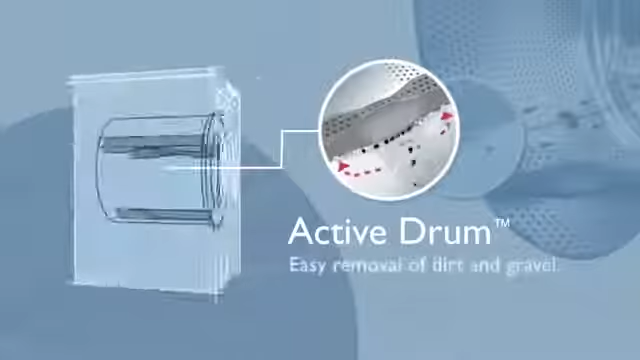 Active Drum™
Easy removal of dirt and gravel.